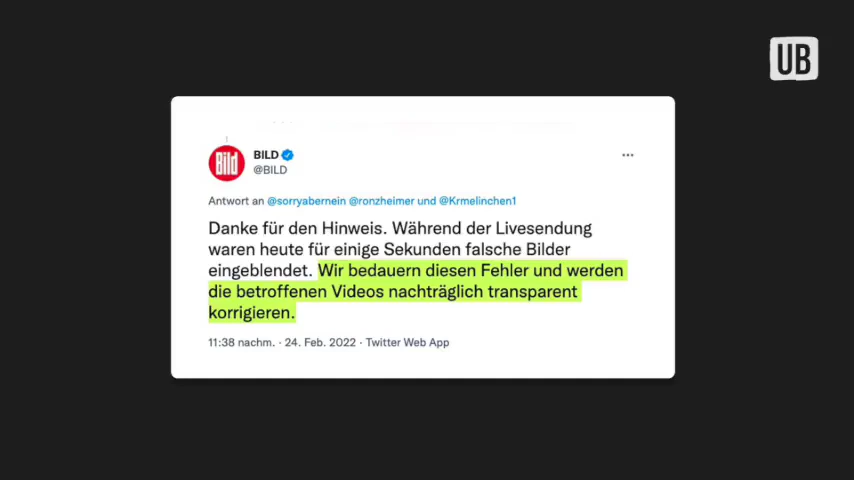 UB
Bild
BILD
@BILD
Antwort an @sorryabernein @ronzheimer und @Krmelinchen1
Danke für den Hinweis. Während der Livesendung
waren heute für einige Sekunden falsche Bilder
eingeblendet. Wir bedauern diesen Fehler und werden
die betroffenen Videos nachträglich transparent
korrigieren.
11:38 nachm. · 24. Feb. 2022 · Twitter Web App